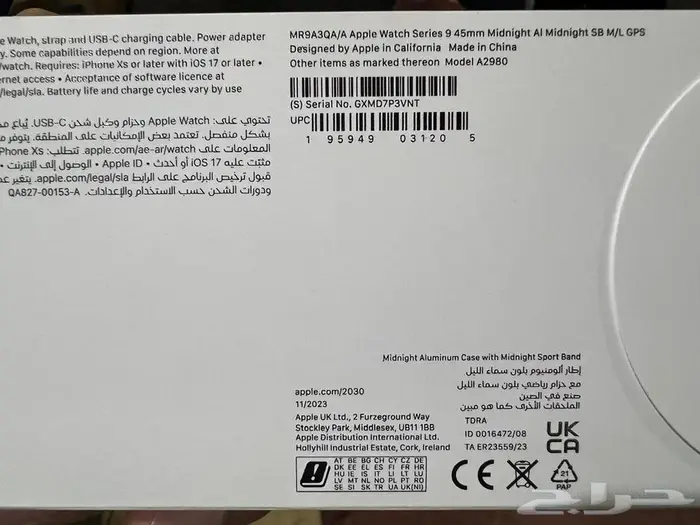 e Watch, strap and USB-C charging cable. Power adapter
y. Some capabilities depend on region. More at
/watch. Requires: iPhone Xs or later with iOS 17 or later •
rnet access • Acceptance of software licence at
/legal/sla. Battery life and charge cycles vary by use
تحتوي على: Apple Watch وحزام وكبل شحن USB-C. يُباع
بشكل منفصل. تعتمد بعض الإمكانيات على المنطقة. يتوفر
المعلومات على apple.com/ae-ar/watch. تتطلب: Phone Xs
مثبت عليه iOS 17 أو أحدث • Apple ID • الوصول إلى الإنترنت •
قبول ترخيص البرنامج على الرابط apple.com/legal/sla. يتغير
ودورات الشحن حسب الاستخدام والإعدادات. QA827-00153-A
MR9A3QA/A Apple Watch Series 9 45mm Midnight Al Midnight SB M/L GPS
Designed by Apple in California Made in China
Other items as marked thereon Model A2980
(S) Serial No. GXMD7P3VNT
UPC
1 95949 03120 5
Midnight Aluminum Case with Midnight Sport Band
إطار ألومنيوم بلون سماء الليل
مع حزام رياضي بلون سماء الليل
صنع في الصين
الملحقات الأخرى كما هو مبين
apple.com/2030
11/2023
Apple UK Ltd., 2 Furzeground Way
Stockley Park, Middlesex, UB11 1BB
Apple Distribution International Ltd.
Hollyhill Industrial Estate, Cork, Ireland
TDRA
ID 0016472/08
TA ER23559/23
UK
CA
AT BE BG CH CY CZ DE
DK EE EL ES FI FR HR
HU IE IS IT LI LT LU
LV MT NL NO PL PT RO
SE SI SK TR UA UK(NI)
CE
21
PAP
حراج